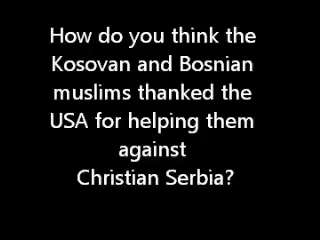 How do you think the
Kosovan and Bosnian
muslims thanked the
USA for helping them
against
Christian Serbia?